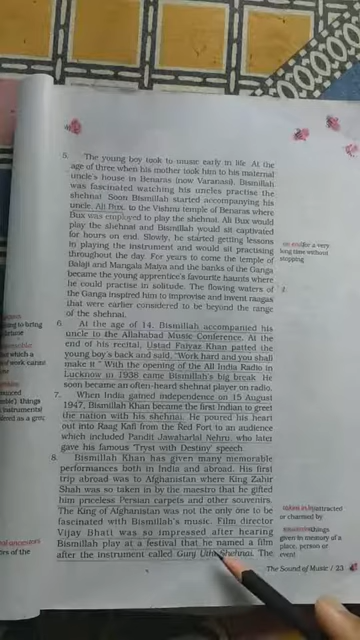 5. The young boy took to music early in life. At the
age of three when his mother took him to his maternal
uncle's house in Benaras (now Varanasi), Bismillah
was fascinated watching his uncles practise the
shehnai. Soon Bismillah started accompanying his
uncle, Ali Bux, to the Vishnu temple of Benaras where
Bux was employed to play the shehnai. Ali Bux would
play the shehnai and Bismillah would sit captivated
for hours on end. Slowly, he started getting lessons
in playing the instrument and would sit practising
throughout the day. For years to come the temple of
Balaji and Mangala Maiya and the banks of the Ganga
became the young apprentice's favourite haunts where
he could practise in solitude. The flowing waters of
the Ganga inspired him to improvise and invent raagas
that were earlier considered to be beyond the range
of the shehnai.
6. At the age of 14, Bismillah accompanied his
uncle to the Allahabad Music Conference. At the
end of his recital, Ustad Faiyaz Khan patted the
young boy's back and said, "Work hard and you shall
make it." With the opening of the All India Radio in
Lucknow in 1938 came Bismillah's big break. He
soon became an often-heard shehnai player on radio.
7. When India gained independence on 15 August
1947, Bismillah Khan became the first Indian to greet
the nation with his shehnai. He poured his heart
out into Raag Kafi from the Red Fort to an audience
which included Pandit Jawaharlal Nehru, who later
gave his famous 'Tryst with Destiny' speech.
8. Bismillah Khan has given many memorable
performances both in India and abroad. His first
trip abroad was to Afghanistan where King Zahir
Shah was so taken in by the maestro that he gifted
him priceless Persian carpets and other souvenirs.
The King of Afghanistan was not the only one to be
fascinated with Bismillah's music. Film director
Vijay Bhatt was so impressed after hearing
Bismillah play at a festival that he named a film
after the instrument called Gunj Uthi Shehnai. The
on end: for a very
long time without
stopping
taken in by: attracted
or charmed by
souvenirs: things
given in memory of a
place, person or
event
The Sound of Music / 23